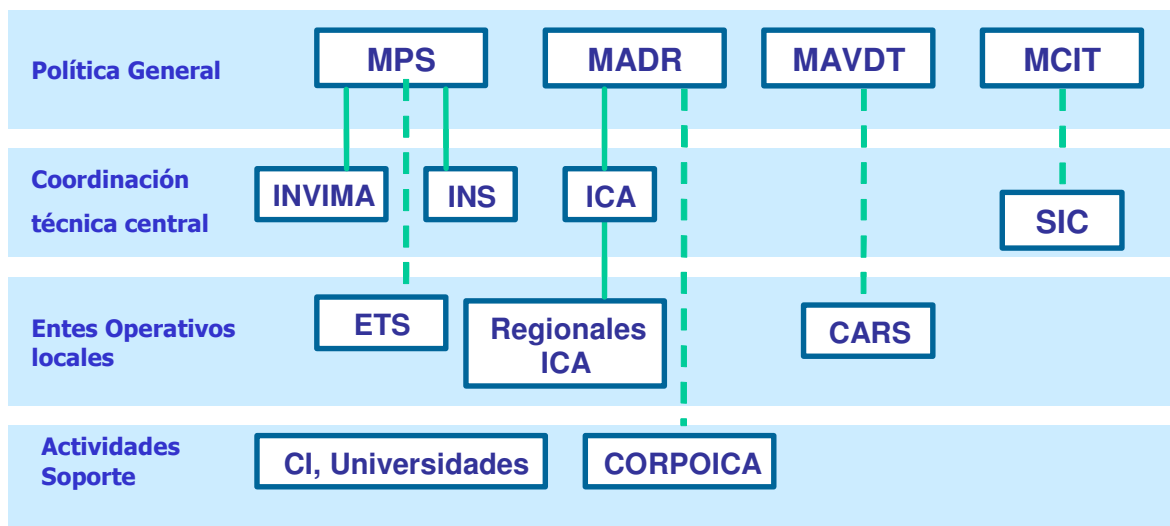 Política General
MPS
MADR
MAVDT
MCIT
Coordinación
técnica central
INVIMA
INS
ICA
SIC
Entes Operativos
locales
ETS
Regionales
ICA
CARS
Actividades
Soporte
CI, Universidades
CORPOICA